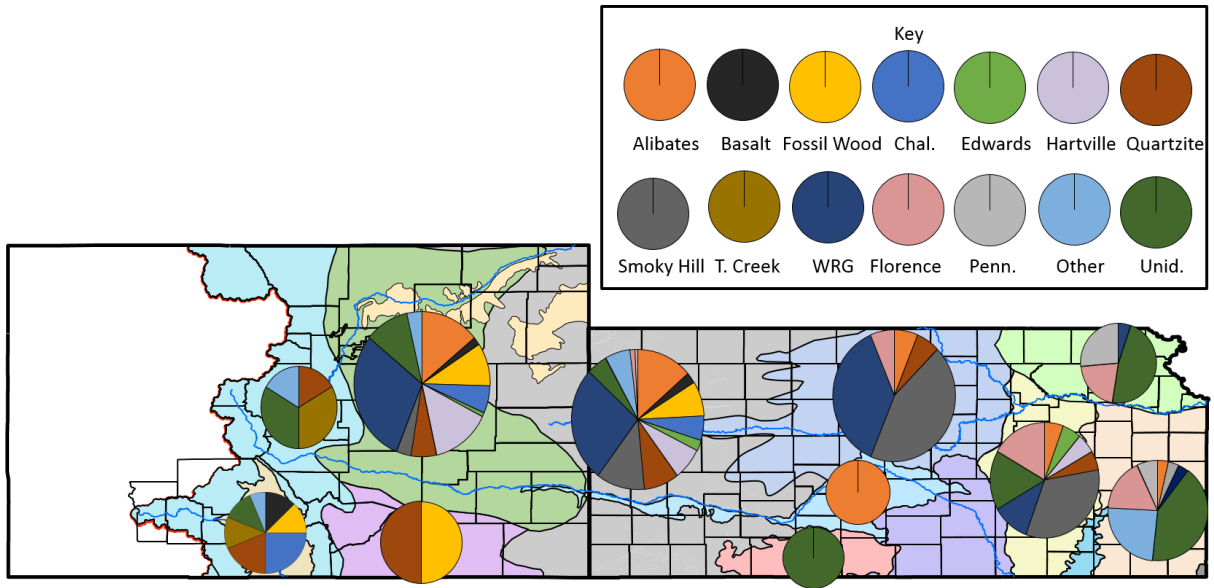 Key
Alibates Basalt Fossil Wood Chal. Edwards Hartville Quartzite
Smoky Hill T. Creek WRG Florence Penn. Other Unid.